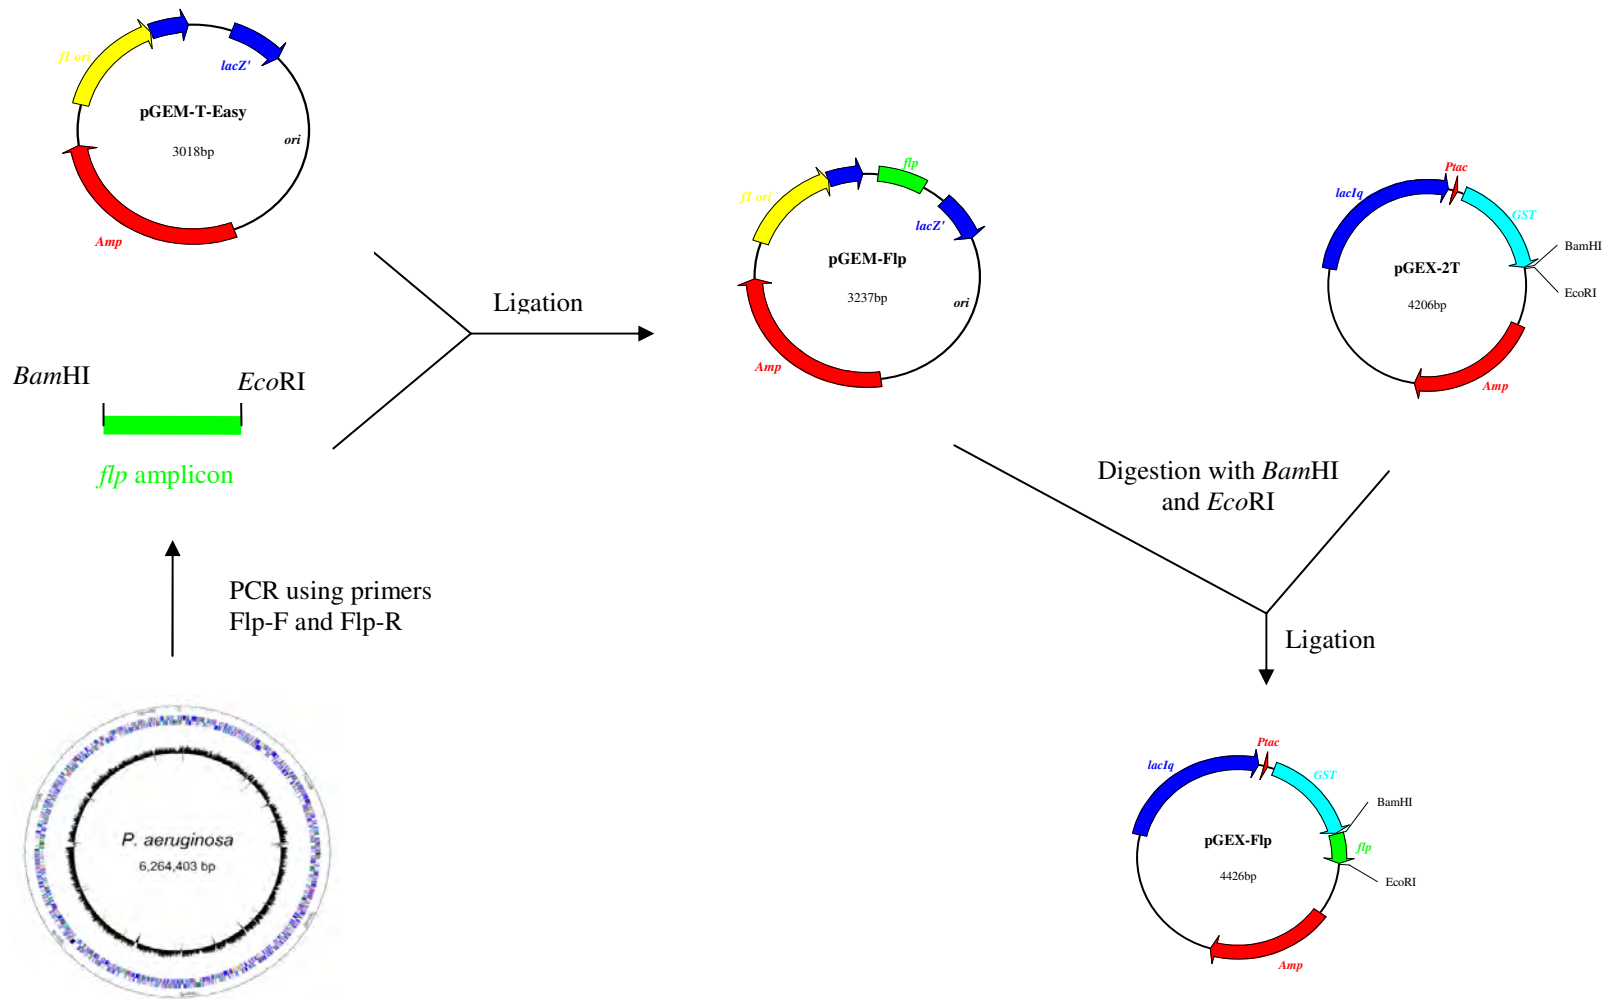 f1 ori
lacZ'
pGEM-T-Easy
3018bp
ori
Amp
Ligation
BamHI
EcoRI
flp amplicon
PCR using primers
Flp-F and Flp-R
P. aeruginosa
6,264,403 bp
flp
f1 ori
lacZ'
pGEM-Flp
3237bp
ori
Amp
Ptac
lacIq
GST
BamHI
pGEX-2T
EcoRI
4206bp
Amp
Digestion with BamHI
and EcoRI
Ligation
Ptac
lacIq
GST
BamHI
pGEX-Flp
flp
4426bp
EcoRI
Amp